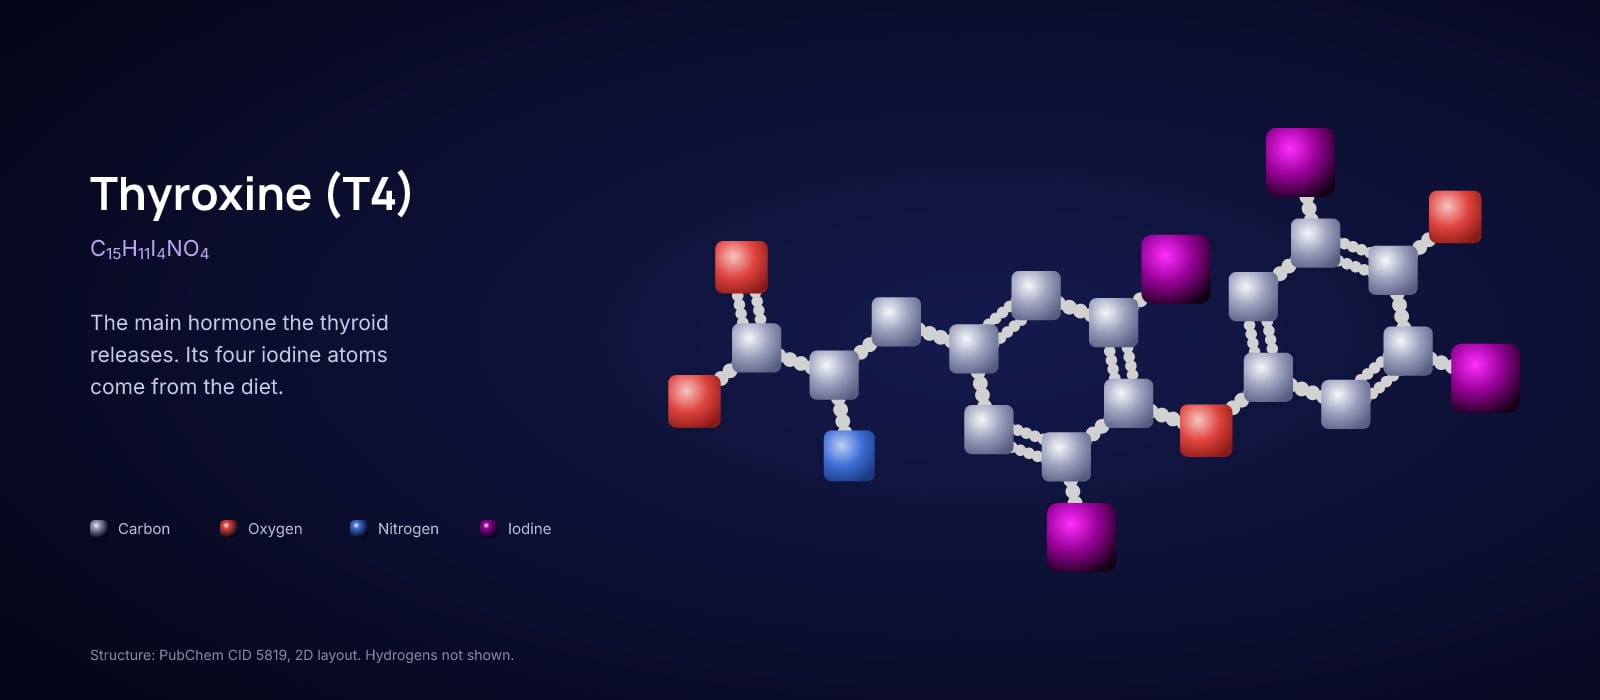 Thyroxine (T4)
C₁₅H₁₁I₄NO₄
The main hormone the thyroid
releases. Its four iodine atoms
come from the diet.
Carbon Oxygen Nitrogen Iodine
Structure: PubChem CID 5819, 2D layout. Hydrogens not shown.